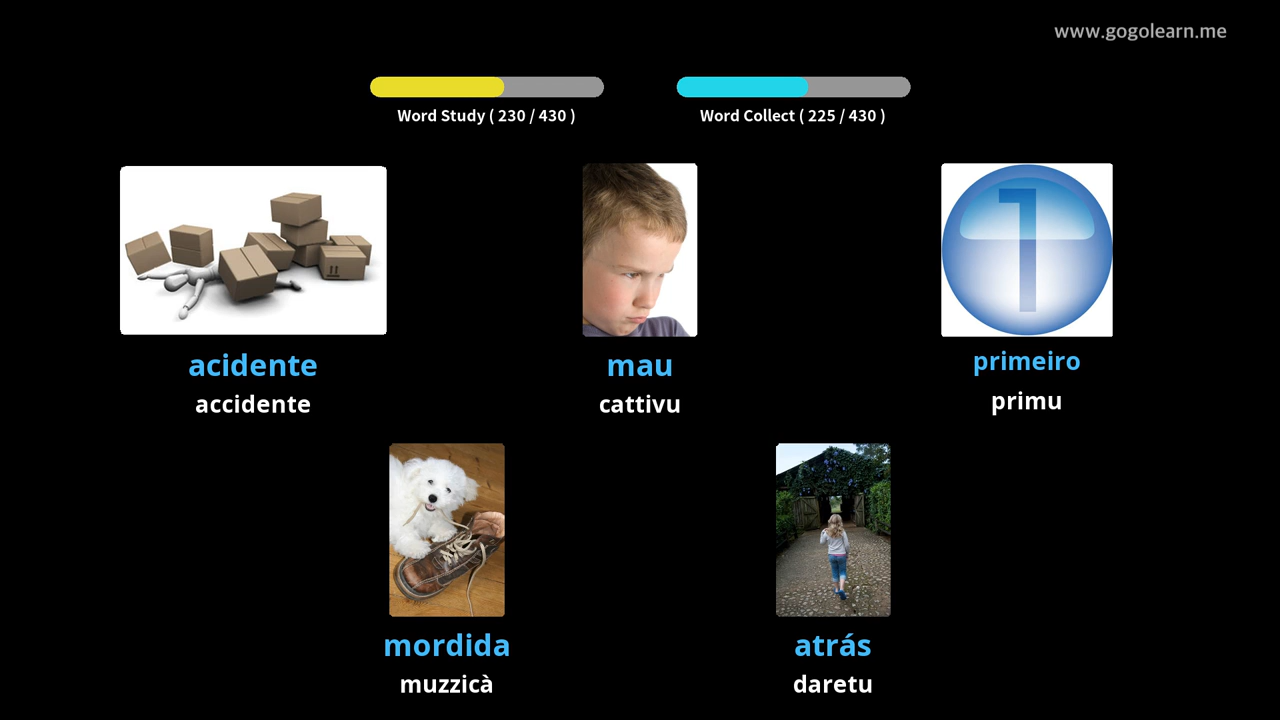 www.gogolearn.me
Word Study ( 230 / 430 )
Word Collect ( 225 / 430 )
acidente
accidente
mau
cattivu
primeiro
primu
1
mordida
muzzicà
atrás
daretu